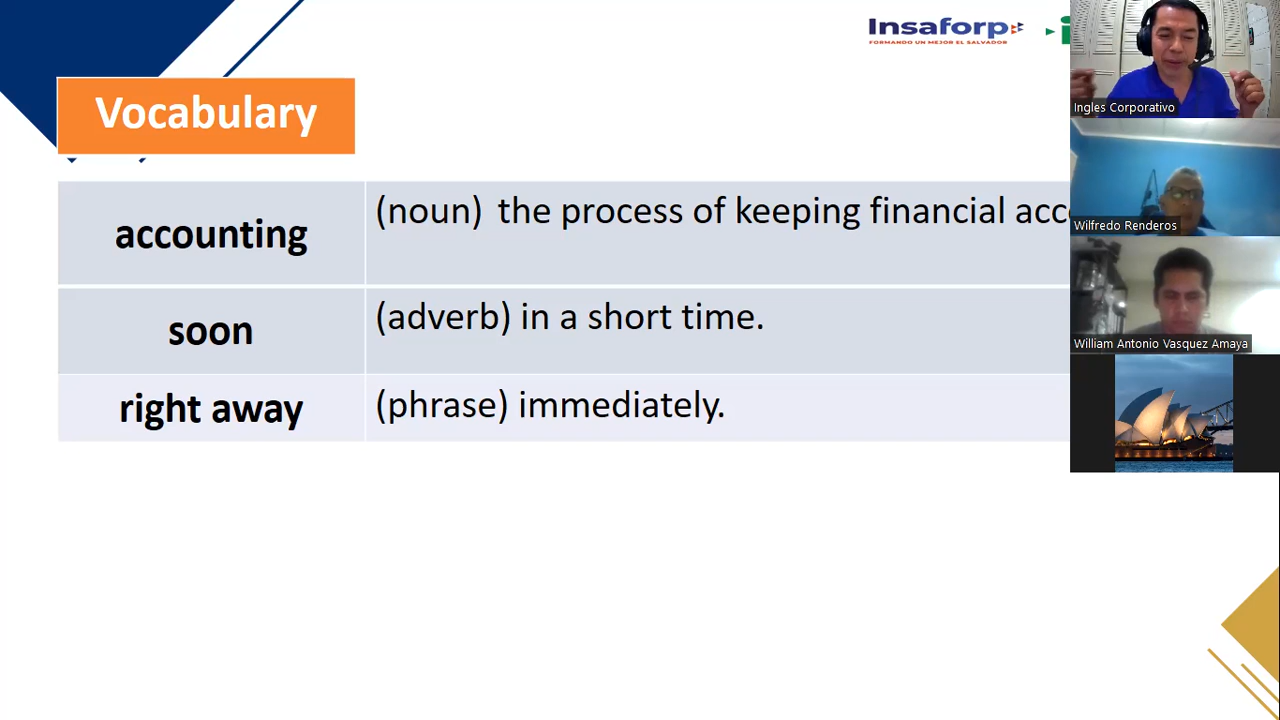 Insaforp
FORMANDO UN MEJOR EL SALVADOR
Vocabulary
accounting
(noun) the process of keeping financial
soon
(adverb) in a short time.
right away
(phrase) immediately.
Ingles Corporativo
Wilfredo Renderos
William Antonio Vasquez Amaya